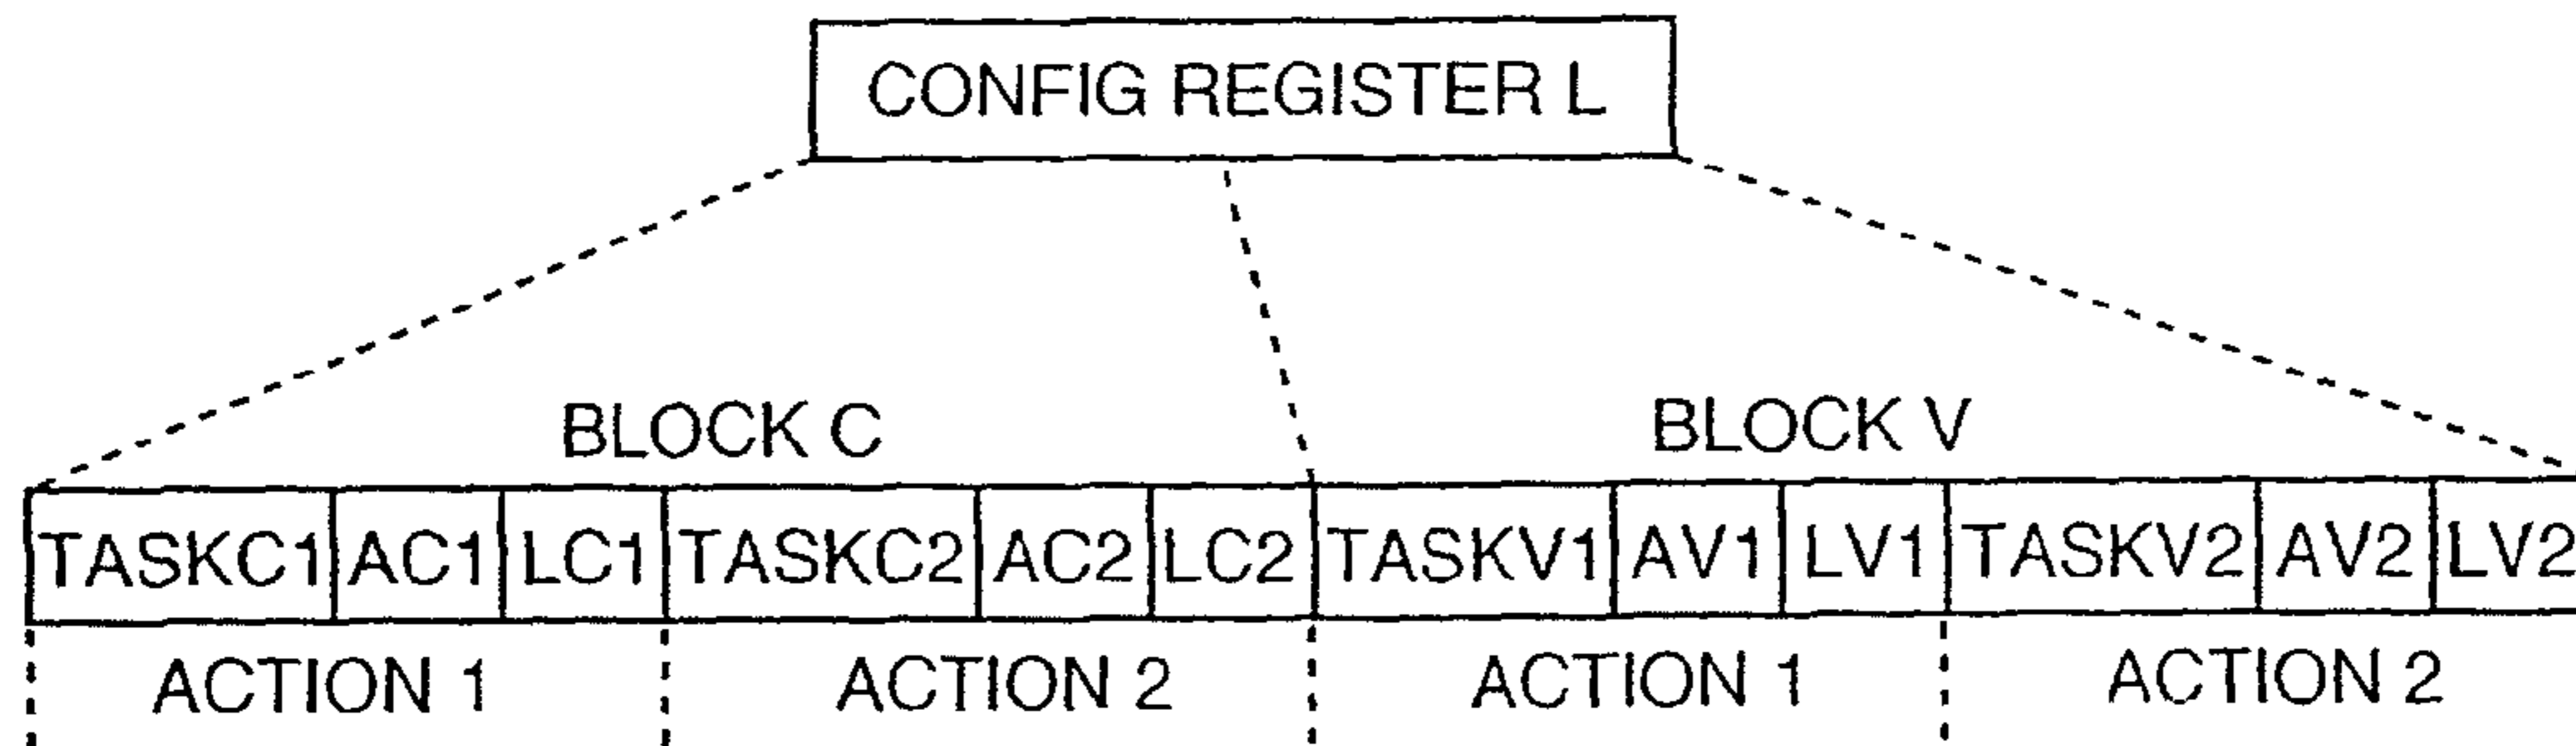 CONFIG REGISTER L
BLOCK C BLOCK V
TASKC1 AC1 LC1 TASKC2 AC2 LC2 TASKV1 AV1 LV1 TASKV2 AV2 LV2
ACTION 1 ACTION 2 ACTION 1 ACTION 2